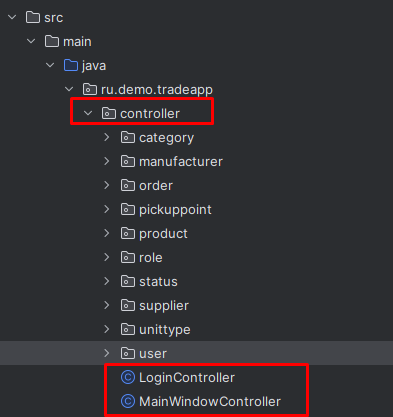 src
main
java
ru.demo.tradeapp
controller
category
manufacturer
order
pickuppoint
product
role
status
supplier
unittype
user
LoginController
MainWindowController